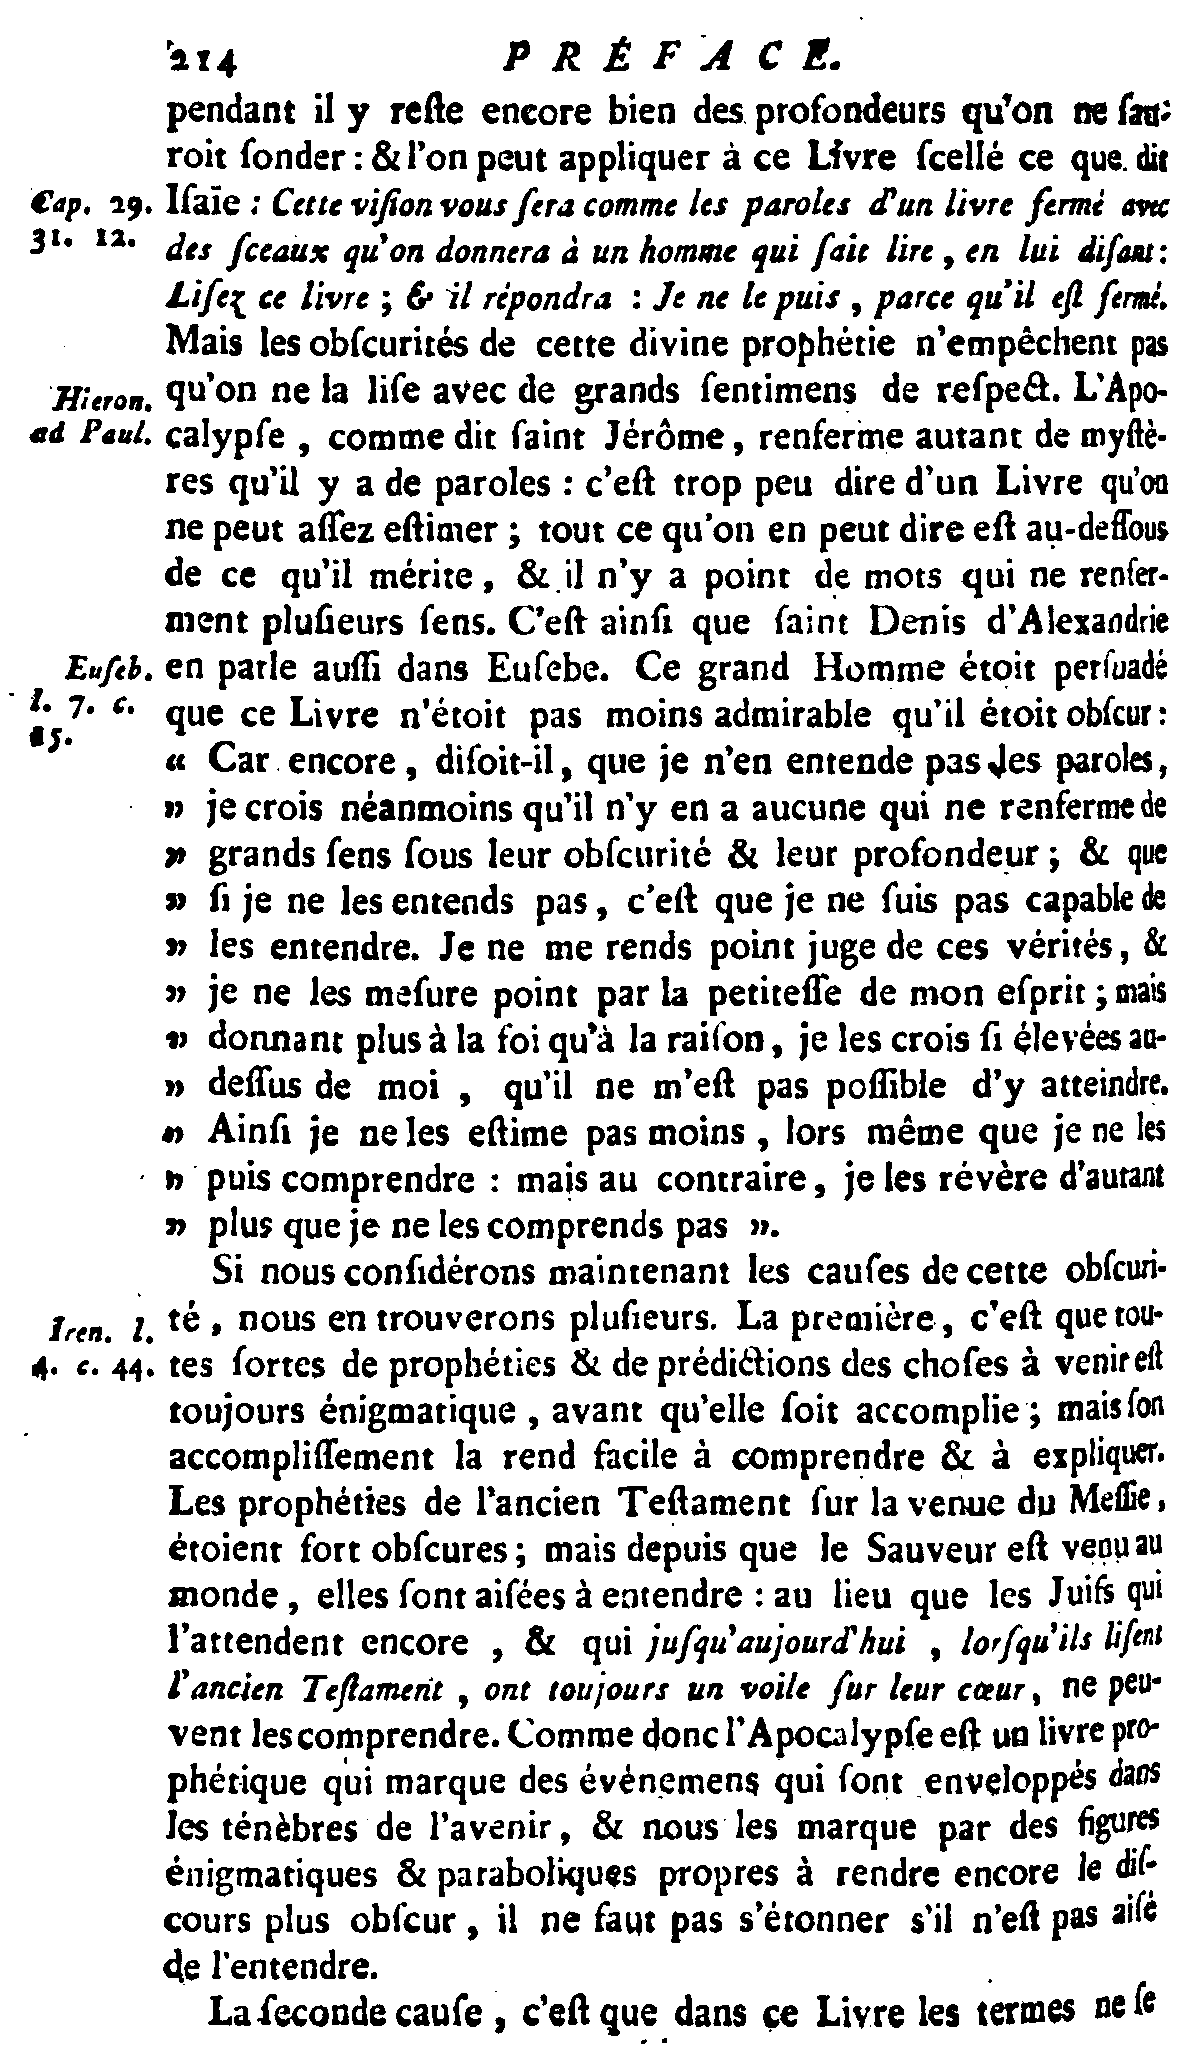 214 PRÉFACE.
pendant il y reſte encore bien des profondeurs qu'on ne ſau-
roit ſonder : & l'on peut appliquer à ce Livre ſcellé ce que dit
Cap. 29. Iſaïe : Cette viſion vous ſera comme les paroles d'un livre fermé avec
31. 12. des ſceaux qu'on donnera à un homme qui ſait lire, en lui diſant :
Liſez ce livre ; & il répondra : Je ne le puis, parce qu'il eſt fermé.
Mais les obſcurités de cette divine prophétie n'empêchent pas
Hieron. qu'on ne la liſe avec de grands ſentimens de reſpect. L'Apo-
ad Paul. calypſe, comme dit ſaint Jérôme, renferme autant de myſtè-
res qu'il y a de paroles : c'eſt trop peu dire d'un Livre qu'on
ne peut aſſez eſtimer ; tout ce qu'on en peut dire eſt au-deſſous
de ce qu'il mérite, & il n'y a point de mots qui ne renfer-
ment pluſieurs ſens. C'eſt ainſi que ſaint Denis d'Alexandrie
Euſeb. en parle auſſi dans Euſebe. Ce grand Homme étoit perſuadé
l. 7. c. que ce Livre n'étoit pas moins admirable qu'il étoit obſcur :
25. « Car encore, diſoit-il, que je n'en entende pas les paroles,
» je crois néanmoins qu'il n'y en a aucune qui ne renferme de
» grands ſens ſous leur obſcurité & leur profondeur ; & que
» ſi je ne les entends pas, c'eſt que je ne ſuis pas capable de
» les entendre. Je ne me rends point juge de ces vérités, &
» je ne les meſure point par la petiteſſe de mon eſprit ; mais
» donnant plus à la foi qu'à la raiſon, je les crois ſi élevées au-
» deſſus de moi, qu'il ne m'eſt pas poſſible d'y atteindre.
» Ainſi je ne les eſtime pas moins, lors même que je ne les
» puis comprendre : mais au contraire, je les révère d'autant
» plus que je ne les comprends pas ».
Si nous conſidérons maintenant les cauſes de cette obſcuri-
Iren. l. té, nous en trouverons pluſieurs. La première, c'eſt que tou-
4. c. 44. tes ſortes de prophéties & de prédictions des choſes à venir eſt
toujours énigmatique, avant qu'elle ſoit accomplie ; mais ſon
accompliſſement la rend facile à comprendre & à expliquer.
Les prophéties de l'ancien Teſtament ſur la venue du Meſſie,
étoient fort obſcures ; mais depuis que le Sauveur eſt venu au
monde, elles ſont aiſées à entendre : au lieu que les Juifs qui
l'attendent encore, & qui juſqu'aujourd'hui, lorſqu'ils liſent
l'ancien Teſtament, ont toujours un voile ſur leur cœur, ne peu-
vent les comprendre. Comme donc l'Apocalypſe eſt un livre pro-
phétique qui marque des événemens qui ſont enveloppés dans
les ténèbres de l'avenir, & nous les marque par des figures
énigmatiques & paraboliques propres à rendre encore le diſ-
cours plus obſcur, il ne faut pas s'étonner s'il n'eſt pas aiſé
de l'entendre.
La ſeconde cauſe, c'eſt que dans ce Livre les termes ne ſe